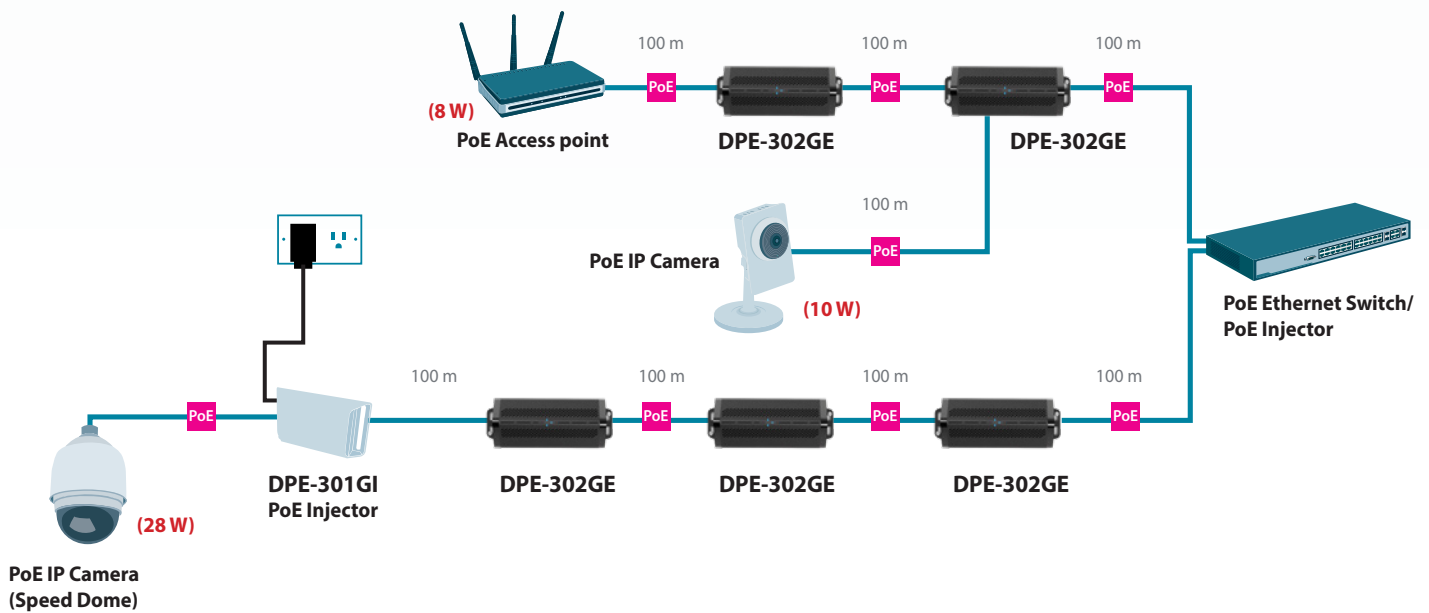 100 m
100 m
100 m
PoE
PoE
PoE
(8 W)
PoE Access point
DPE-302GE
DPE-302GE
100 m
PoE
PoE IP Camera
(10 W)
PoE Ethernet Switch/
PoE Injector
100 m
100 m
100 m
100 m
PoE
PoE
PoE
PoE
DPE-301GI
PoE Injector
DPE-302GE
DPE-302GE
DPE-302GE
(28 W)
PoE IP Camera
(Speed Dome)